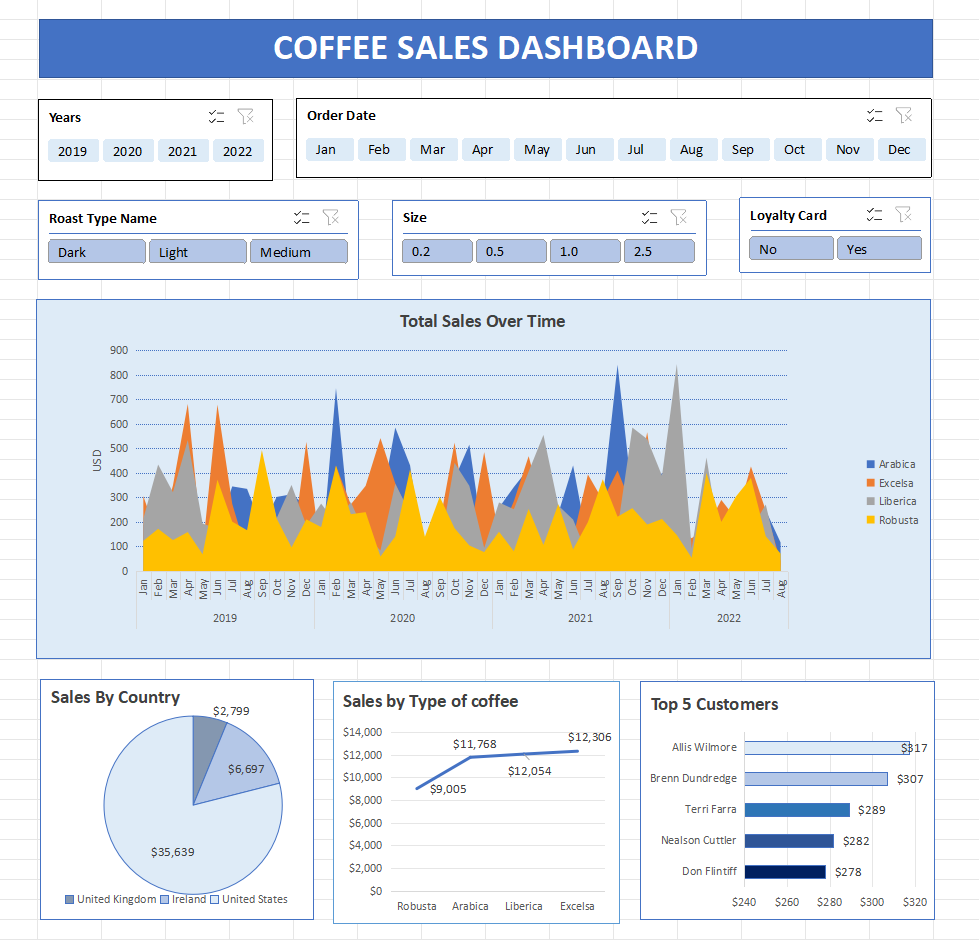 COFFEE SALES DASHBOARD
Years
2019 2020 2021 2022
Order Date
Jan Feb Mar Apr May Jun Jul Aug Sep Oct Nov Dec
Roast Type Name
Dark Light Medium
Size
0.2 0.5 1.0 2.5
Loyalty Card
No Yes
Total Sales Over Time
900
800
700
600
500
400
300
200
100
0
USD
Arabica
Excelsa
Liberica
Robusta
Jan Feb Mar Apr May Jun Jul Aug Sep Oct Nov Dec Jan Feb Mar Apr May Jun Jul Aug Sep Oct Nov Dec Jan Feb Mar Apr May Jun Jul Aug Sep Oct Nov Dec Jan Feb Mar Apr May Jun Jul Aug
2019 2020 2021 2022
Sales By Country
$2,799
$6,697
$35,639
United Kingdom Ireland United States
Sales by Type of coffee
$14,000
$12,000
$10,000
$8,000
$6,000
$4,000
$2,000
$0
$9,005
$11,768
$12,054
$12,306
Robusta Arabica Liberica Excelsa
Top 5 Customers
Allis Wilmore $317
Brenn Dundredge $307
Terri Farra $289
Nealson Cuttler $282
Don Flintiff $278
$240 $260 $280 $300 $320